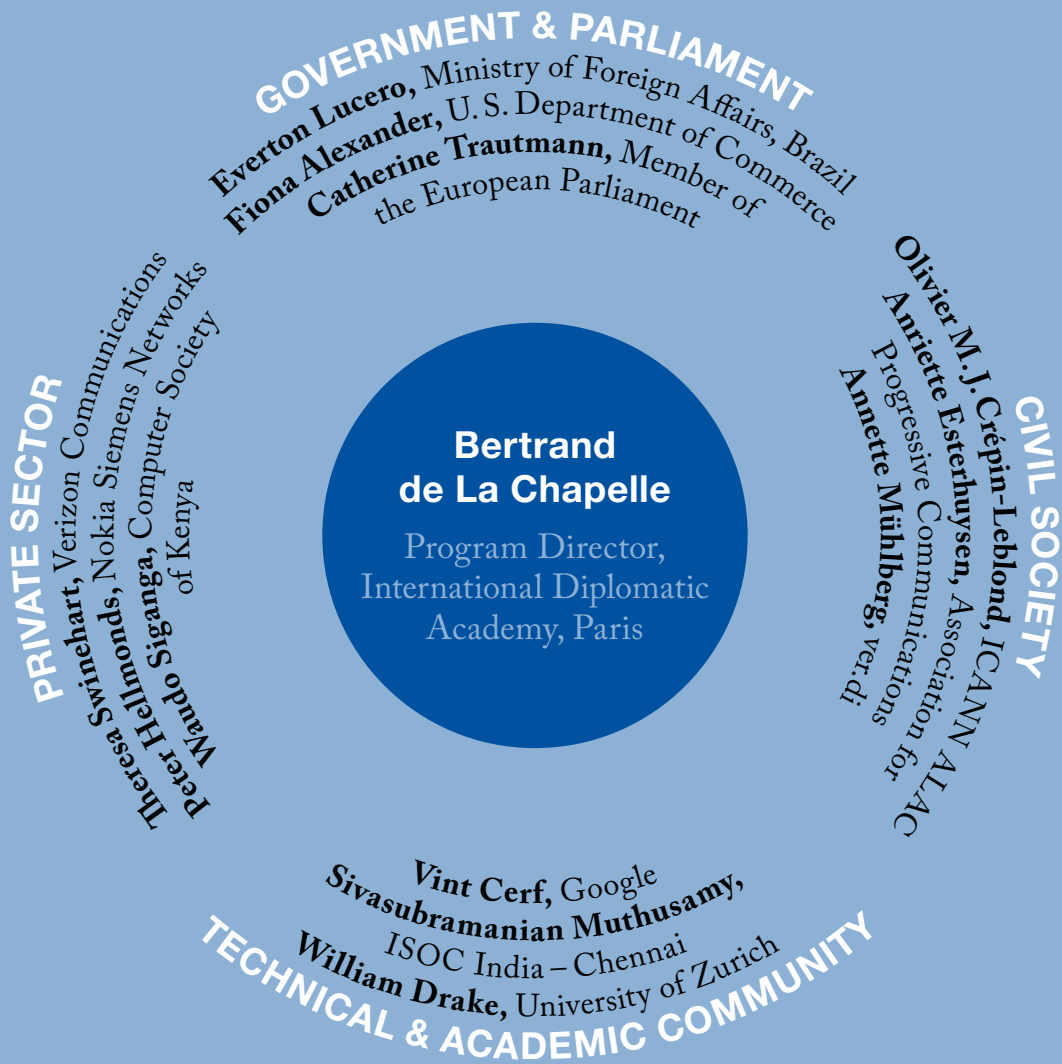 GOVERNMENT & PARLIAMENT
Everton Lucero, Ministry of Foreign Affairs, Brazil
Fiona Alexander, U. S. Department of Commerce
Catherine Trautmann, Member of
the European Parliament
PRIVATE SECTOR
Theresa Swinehart, Verizon Communications
Peter Hellmonds, Nokia Siemens Networks
Waudo Siganga, Computer Society
of Kenya
Bertrand
de La Chapelle
Program Director,
International Diplomatic
Academy, Paris
CIVIL SOCIETY
Olivier M. J. Crépin-Leblond, ICANN ALAC
Anriette Esterhuysen, Association for
Progressive Communications
Annette Mühlberg, ver.di
Vint Cerf, Google
Sivasubramanian Muthusamy,
ISOC India – Chennai
William Drake, University of Zurich
TECHNICAL & ACADEMIC COMMUNITY